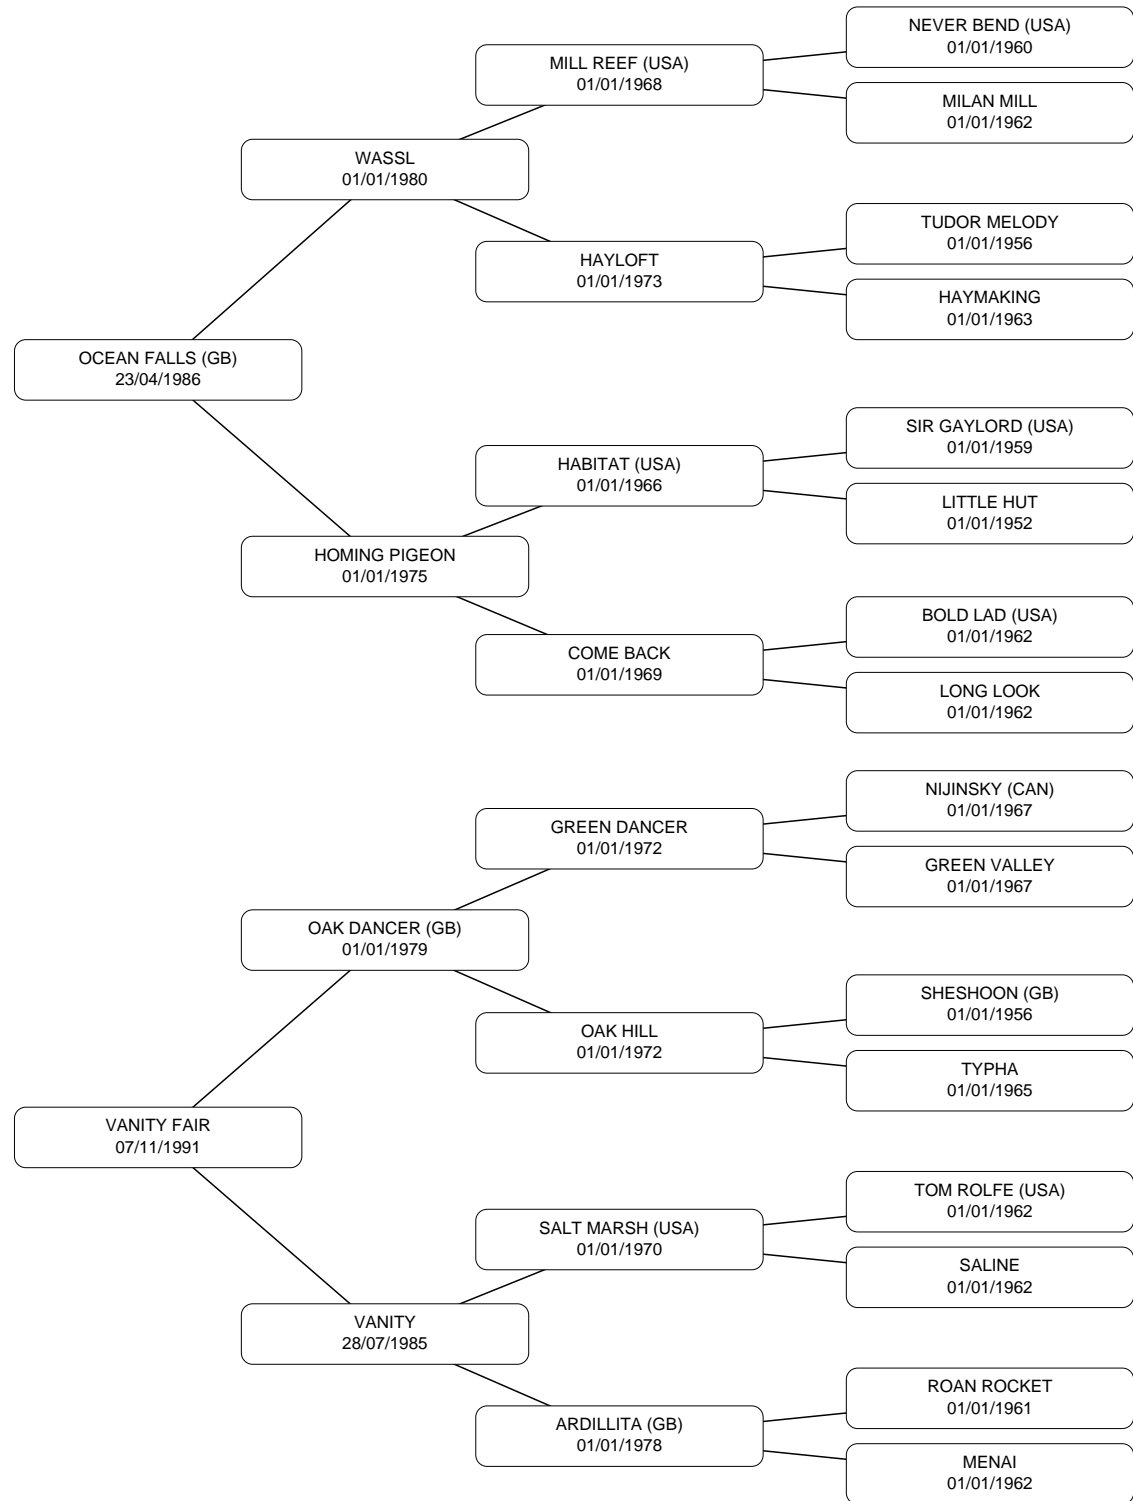 NEVER BEND (USA)
01/01/1960
MILL REEF (USA)
01/01/1968
MILAN MILL
01/01/1962
WASSL
01/01/1980
TUDOR MELODY
01/01/1956
HAYLOFT
01/01/1973
HAYMAKING
01/01/1963
OCEAN FALLS (GB)
23/04/1986
SIR GAYLORD (USA)
01/01/1959
HABITAT (USA)
01/01/1966
LITTLE HUT
01/01/1952
HOMING PIGEON
01/01/1975
BOLD LAD (USA)
01/01/1962
COME BACK
01/01/1969
LONG LOOK
01/01/1962
NIJINSKY (CAN)
01/01/1967
GREEN DANCER
01/01/1972
GREEN VALLEY
01/01/1967
OAK DANCER (GB)
01/01/1979
SHESHOON (GB)
01/01/1956
OAK HILL
01/01/1972
TYPHA
01/01/1965
VANITY FAIR
07/11/1991
TOM ROLFE (USA)
01/01/1962
SALT MARSH (USA)
01/01/1970
SALINE
01/01/1962
VANITY
28/07/1985
ROAN ROCKET
01/01/1961
ARDILLITA (GB)
01/01/1978
MENAI
01/01/1962